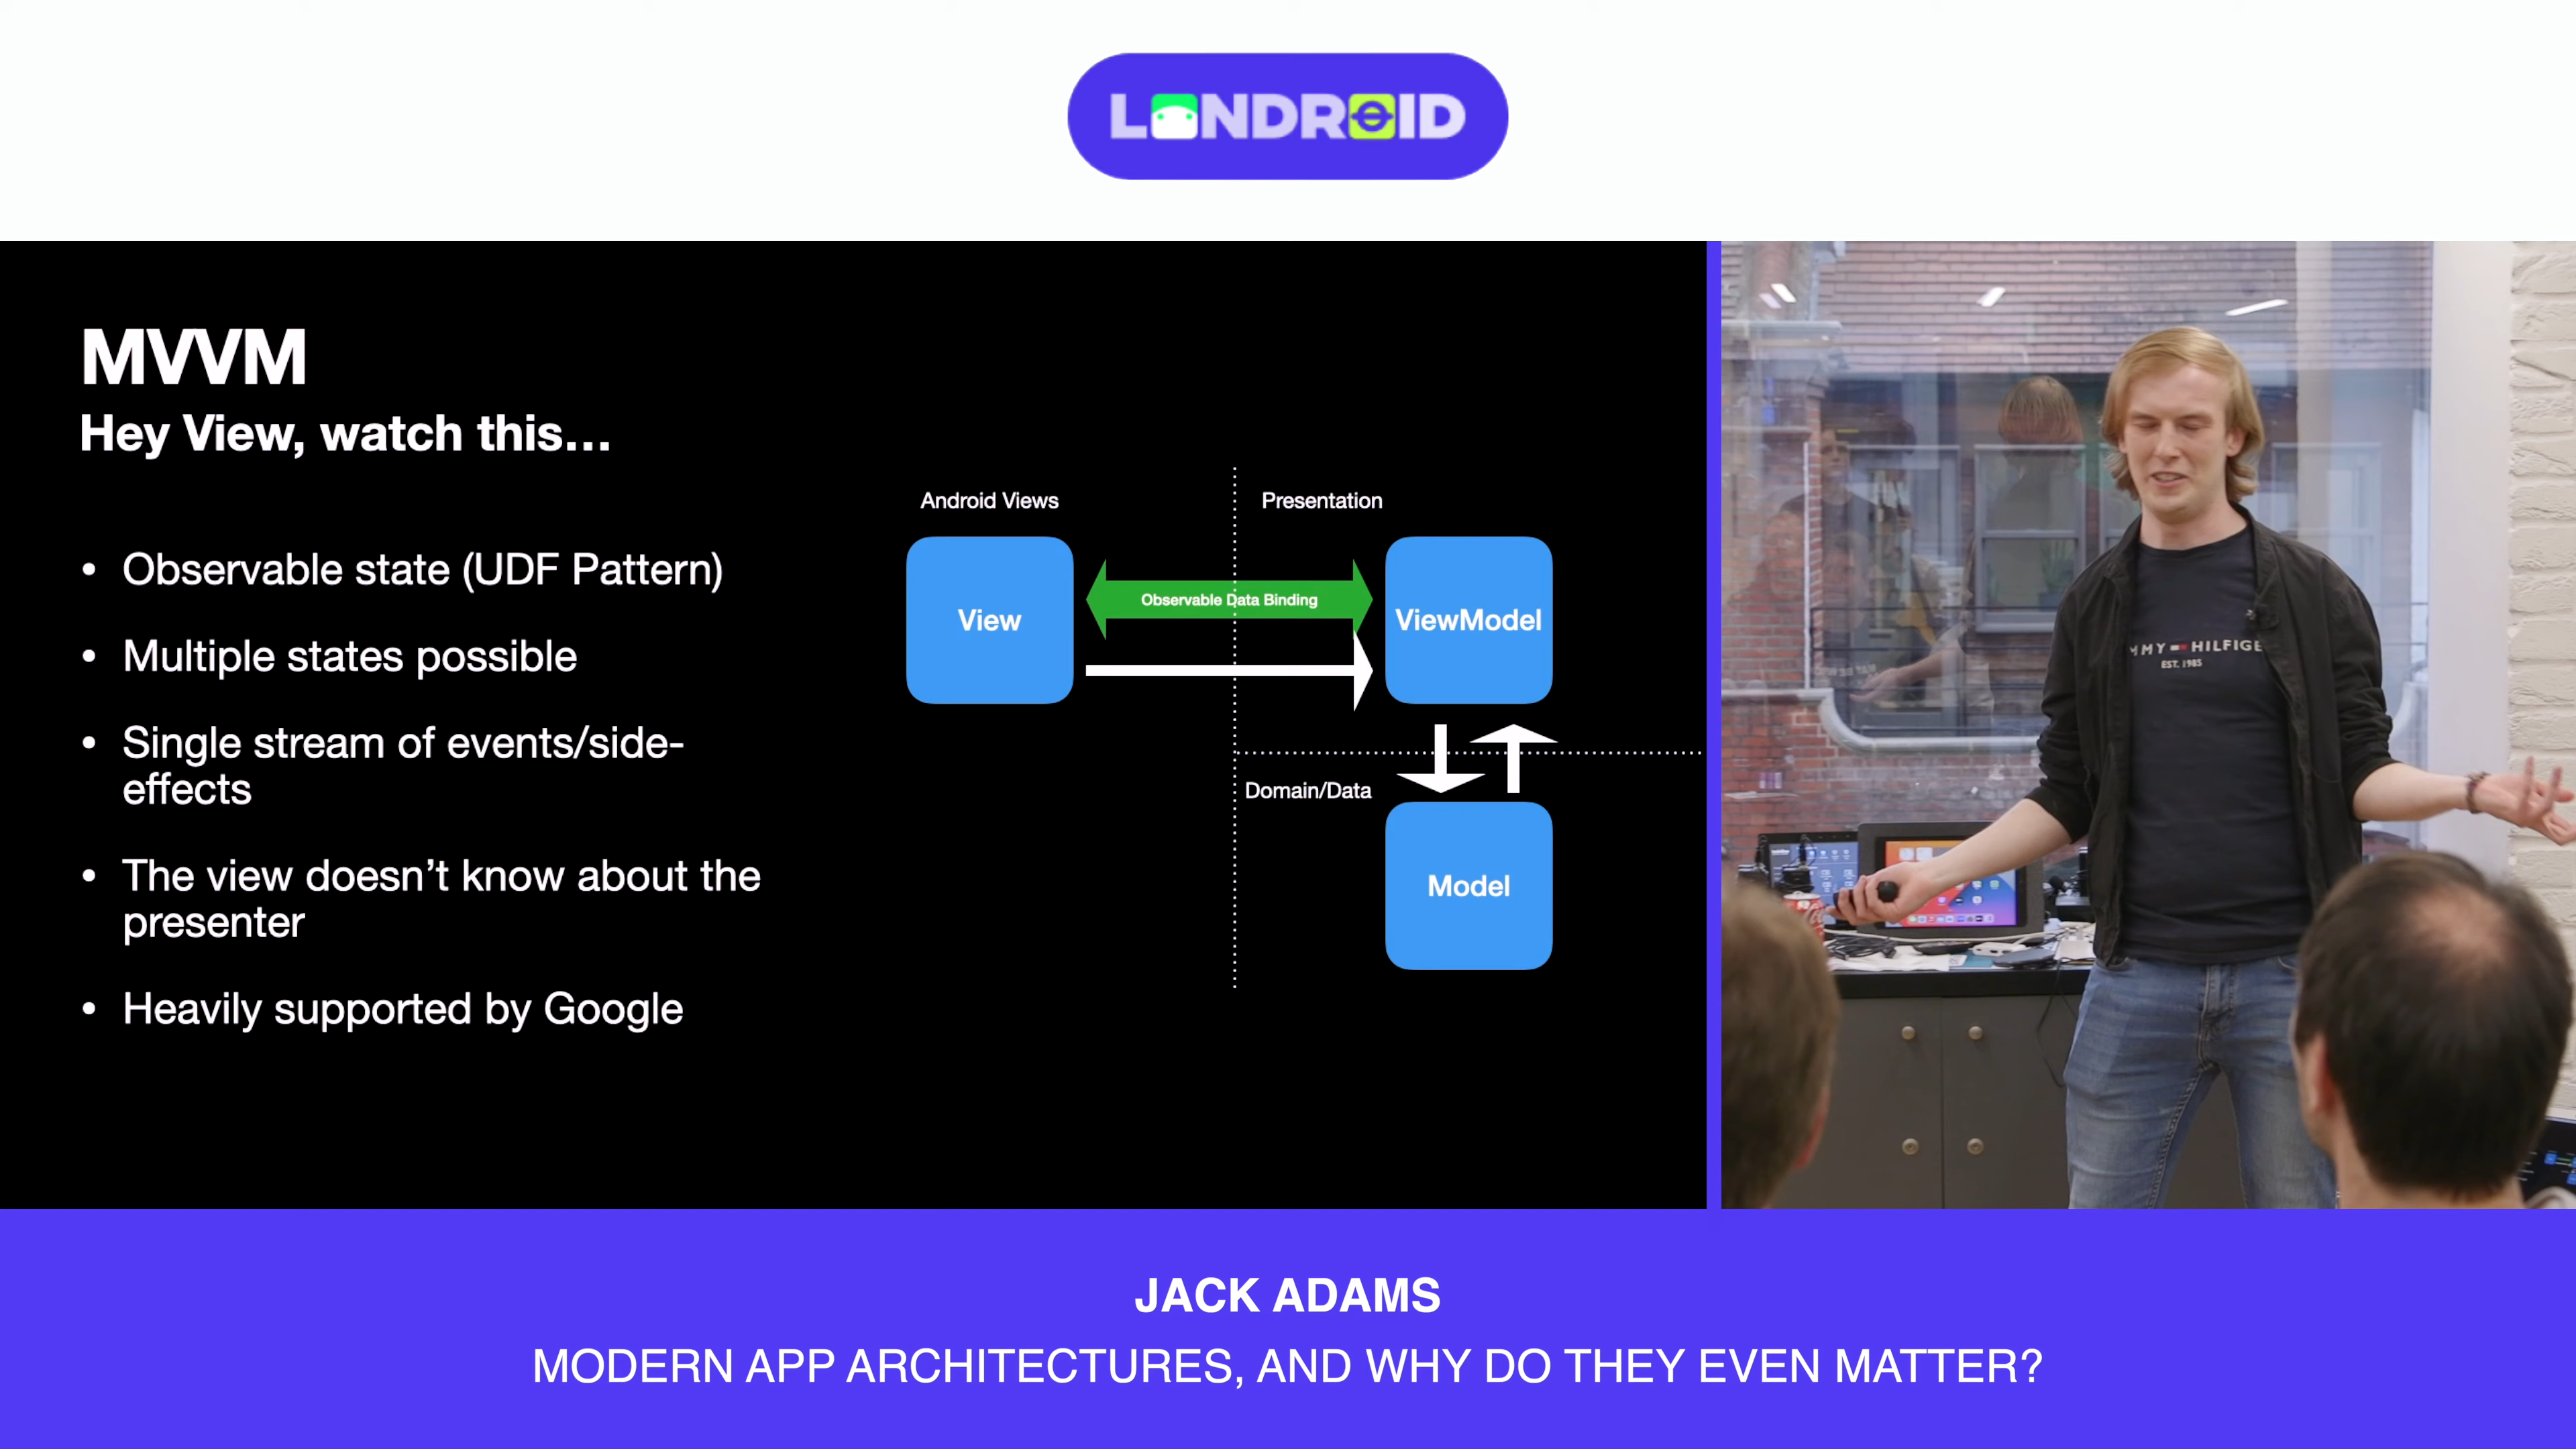 LONDROID
MVVM
Hey View, watch this...
• Observable state (UDF Pattern)
• Multiple states possible
• Single stream of events/side-
effects
• The view doesn't know about the
presenter
• Heavily supported by Google
Android Views
Presentation
View
Observable Data Binding
ViewModel
Domain/Data
Model
MMY HILFIGE
EST. 1985
JACK ADAMS
MODERN APP ARCHITECTURES, AND WHY DO THEY EVEN MATTER?